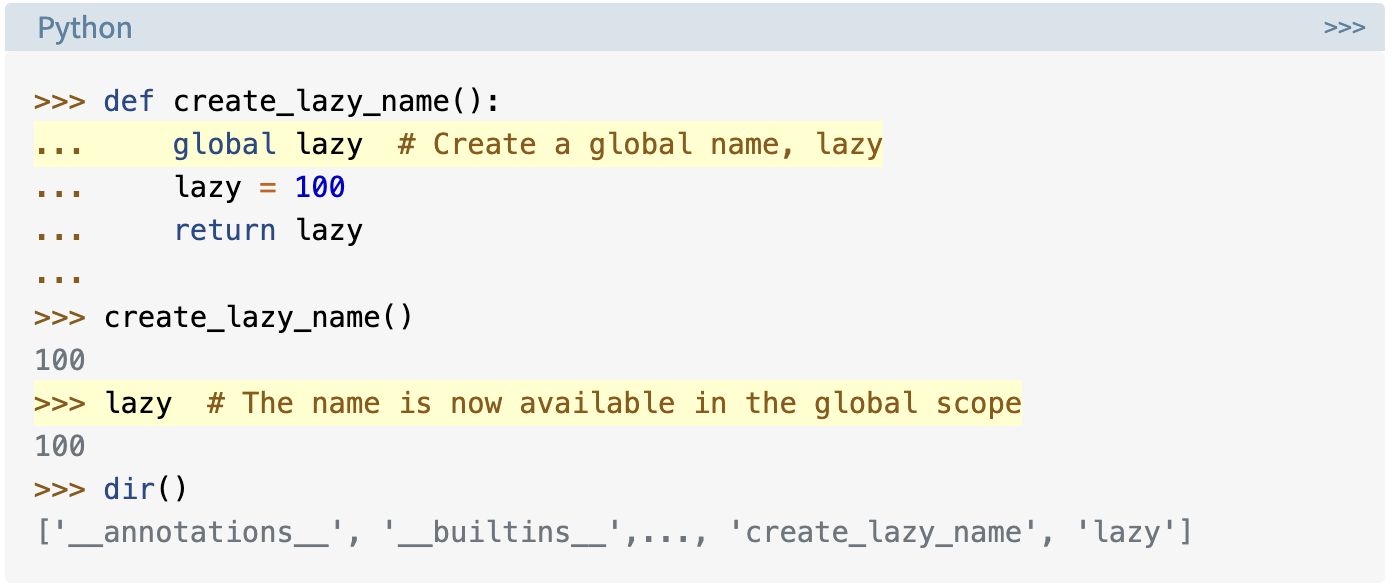 Python >>>
>>> def create_lazy_name():
...     global lazy  # Create a global name, lazy
...     lazy = 100
...     return lazy
...
>>> create_lazy_name()
100
>>> lazy  # The name is now available in the global scope
100
>>> dir()
['__annotations__', '__builtins__',..., 'create_lazy_name', 'lazy']